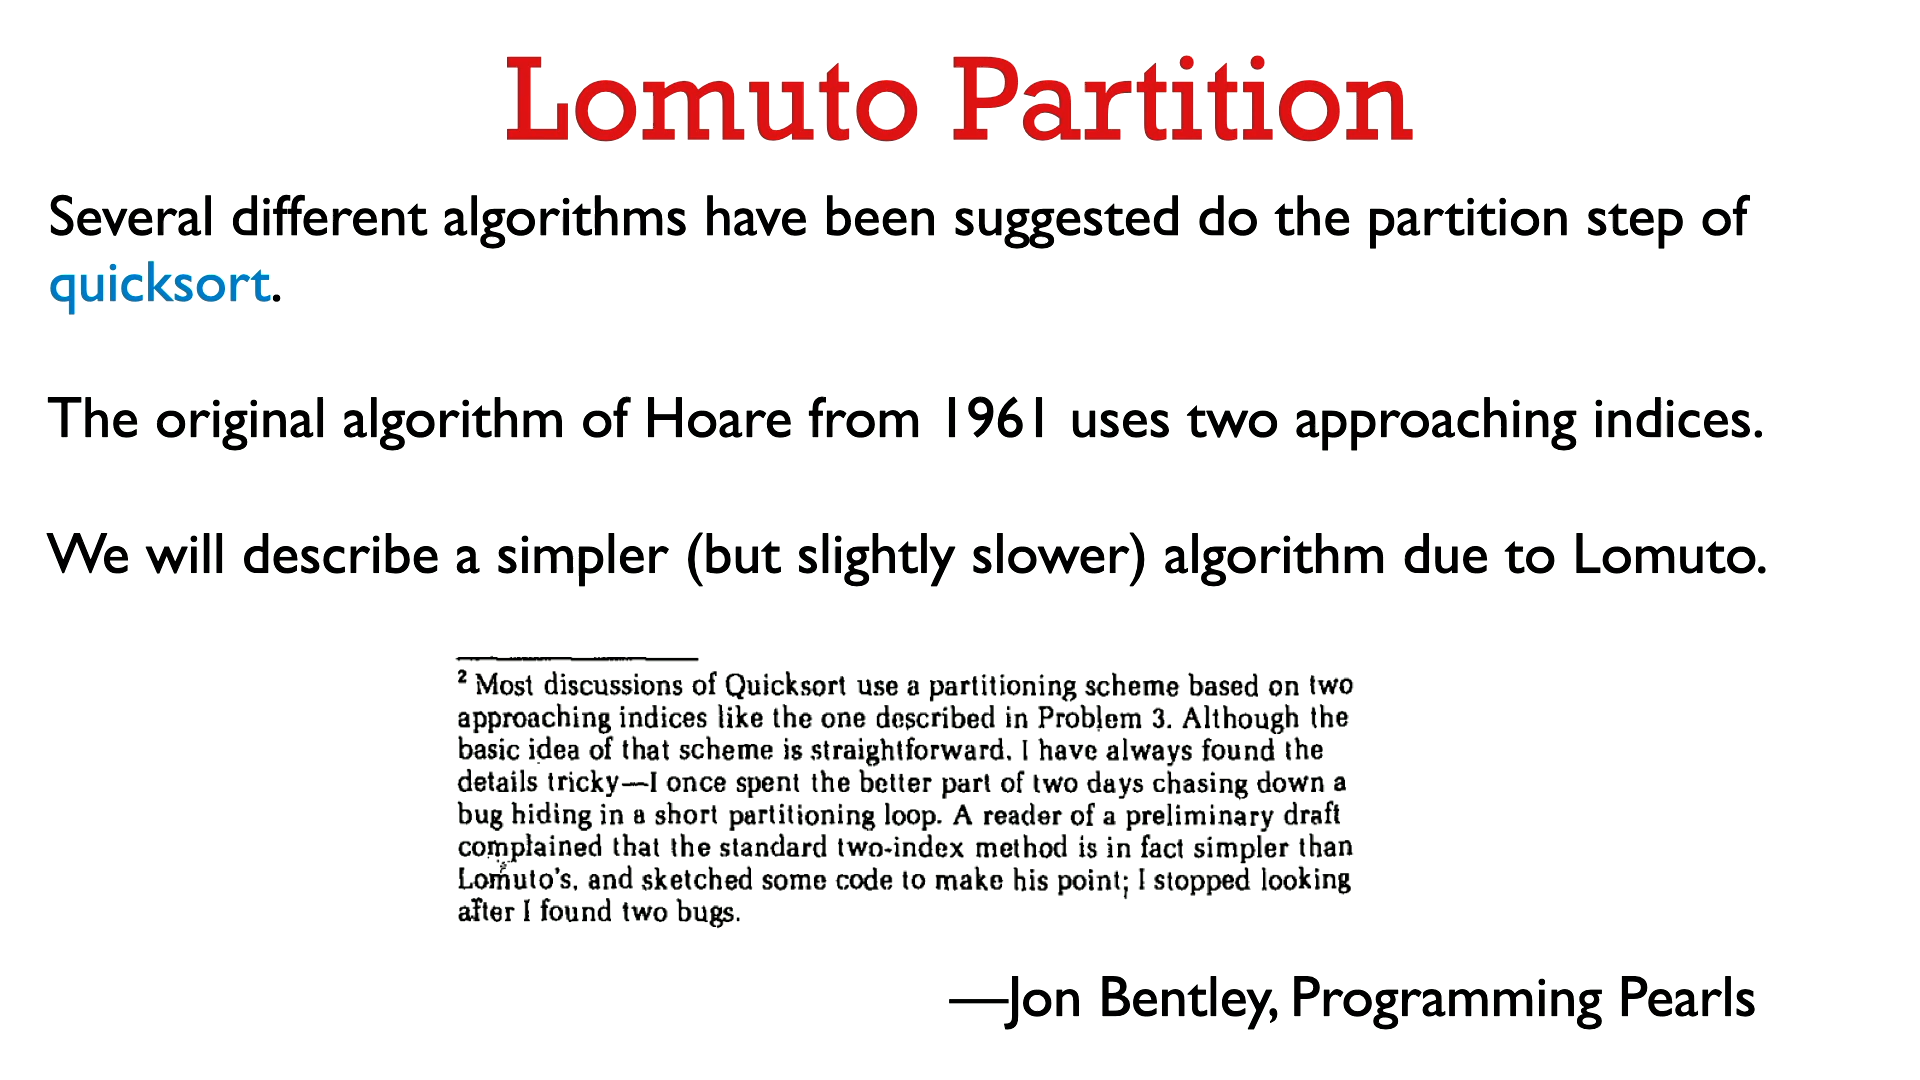 Lomuto Partition
Several different algorithms have been suggested do the partition step of
quicksort.
The original algorithm of Hoare from 1961 uses two approaching indices.
We will describe a simpler (but slightly slower) algorithm due to Lomuto.
² Most discussions of Quicksort use a partitioning scheme based on two
approaching indices like the one described in Problem 3. Although the
basic idea of that scheme is straightforward, I have always found the
details tricky—I once spent the better part of two days chasing down a
bug hiding in a short partitioning loop. A reader of a preliminary draft
complained that the standard two-index method is in fact simpler than
Lomuto's, and sketched some code to make his point; I stopped looking
after I found two bugs.
—Jon Bentley, Programming Pearls